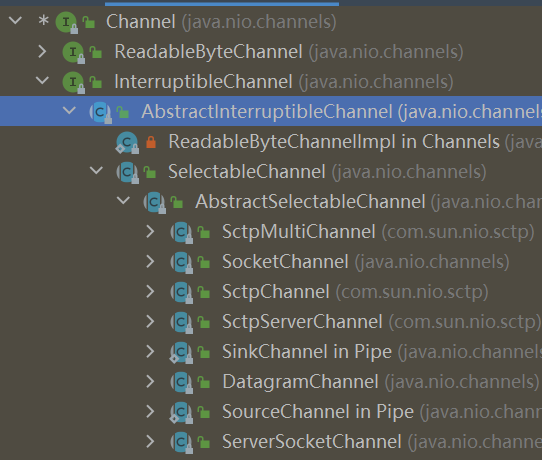 * Channel (java.nio.channels)
ReadableByteChannel (java.nio.channels)
InterruptibleChannel (java.nio.channels)
AbstractInterruptibleChannel (java.nio.channels
ReadableByteChannelImpl in Channels (java
SelectableChannel (java.nio.channels)
AbstractSelectableChannel (java.nio.chan
SctpMultiChannel (com.sun.nio.sctp)
SocketChannel (java.nio.channels)
SctpChannel (com.sun.nio.sctp)
SctpServerChannel (com.sun.nio.sctp)
SinkChannel in Pipe (java.nio.channels
DatagramChannel (java.nio.channels)
SourceChannel in Pipe (java.nio.chann
ServerSocketChannel (java.nio.channels